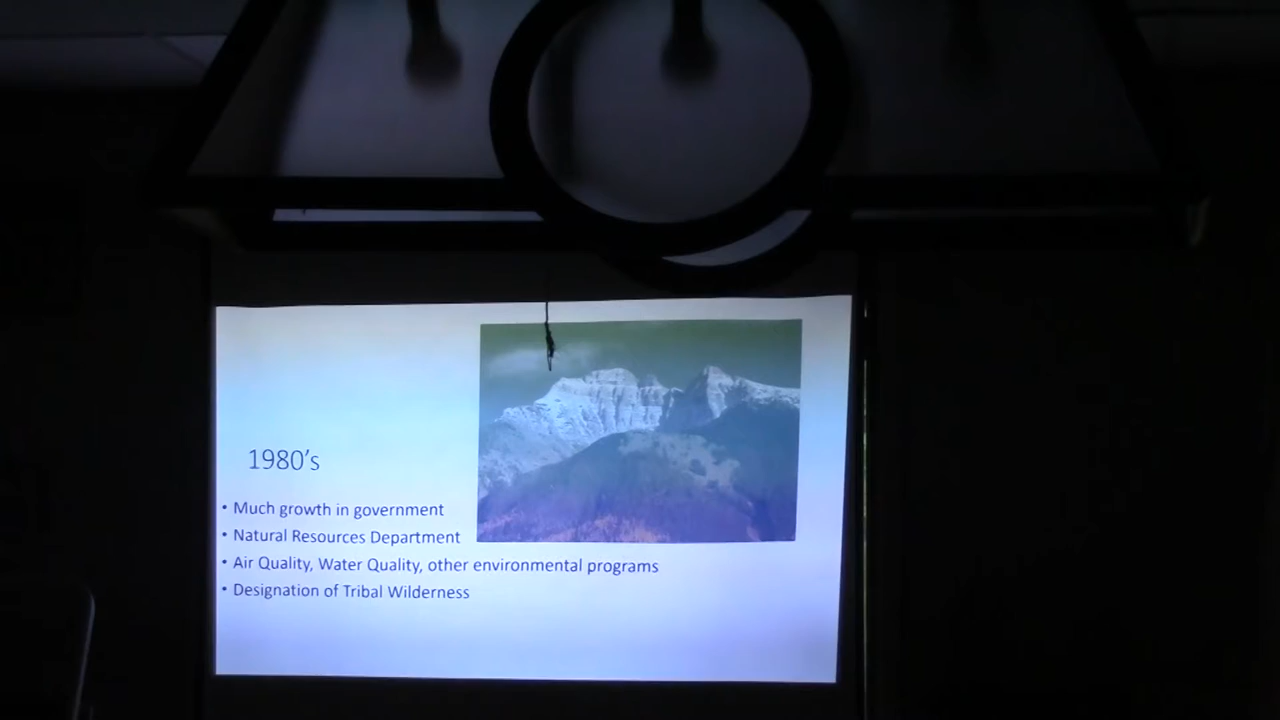 1980's
• Much growth in government
• Natural Resources Department
• Air Quality, Water Quality, other environmental programs
• Designation of Tribal Wilderness